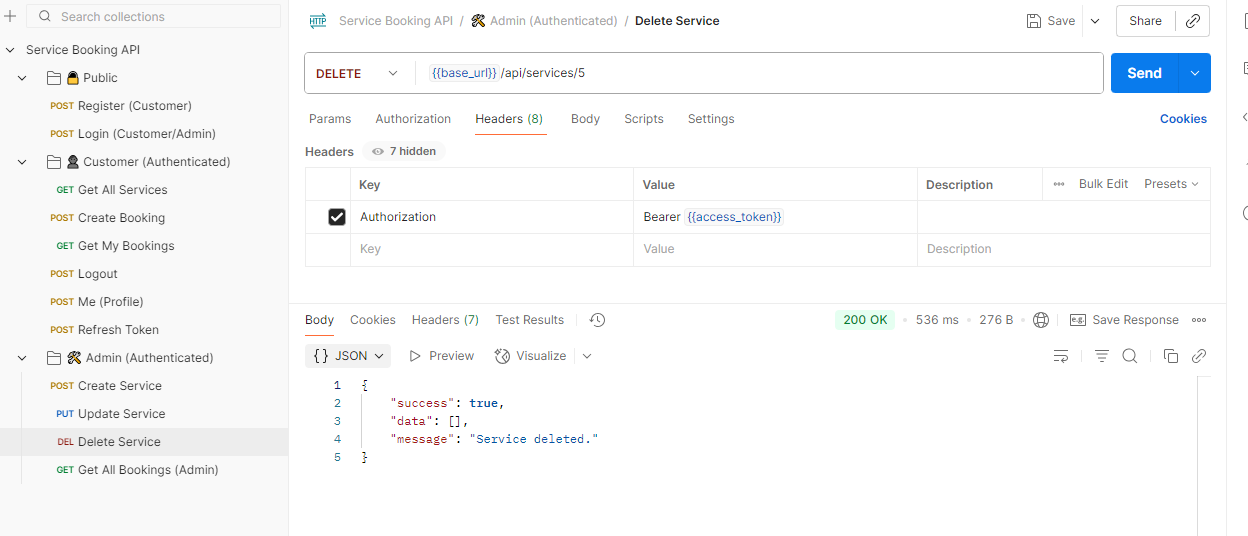 Search collections
Service Booking API / Admin (Authenticated) / Delete Service
Save
Share
Service Booking API
Public
POST Register (Customer)
POST Login (Customer/Admin)
Customer (Authenticated)
GET Get All Services
POST Create Booking
GET Get My Bookings
POST Logout
POST Me (Profile)
POST Refresh Token
Admin (Authenticated)
POST Create Service
PUT Update Service
DEL Delete Service
GET Get All Bookings (Admin)
HTTP
DELETE
{{base_url}} /api/services/5
Send
Params Authorization Headers (8) Body Scripts Settings Cookies
Headers 7 hidden
Key Value Description Bulk Edit Presets
Authorization Bearer {{access_token}}
Key Value Description
Body Cookies Headers (7) Test Results 200 OK 536 ms 276 B e.g. Save Response
{} JSON Preview Visualize
1 {
2 "success": true,
3 "data": [],
4 "message": "Service deleted."
5 }